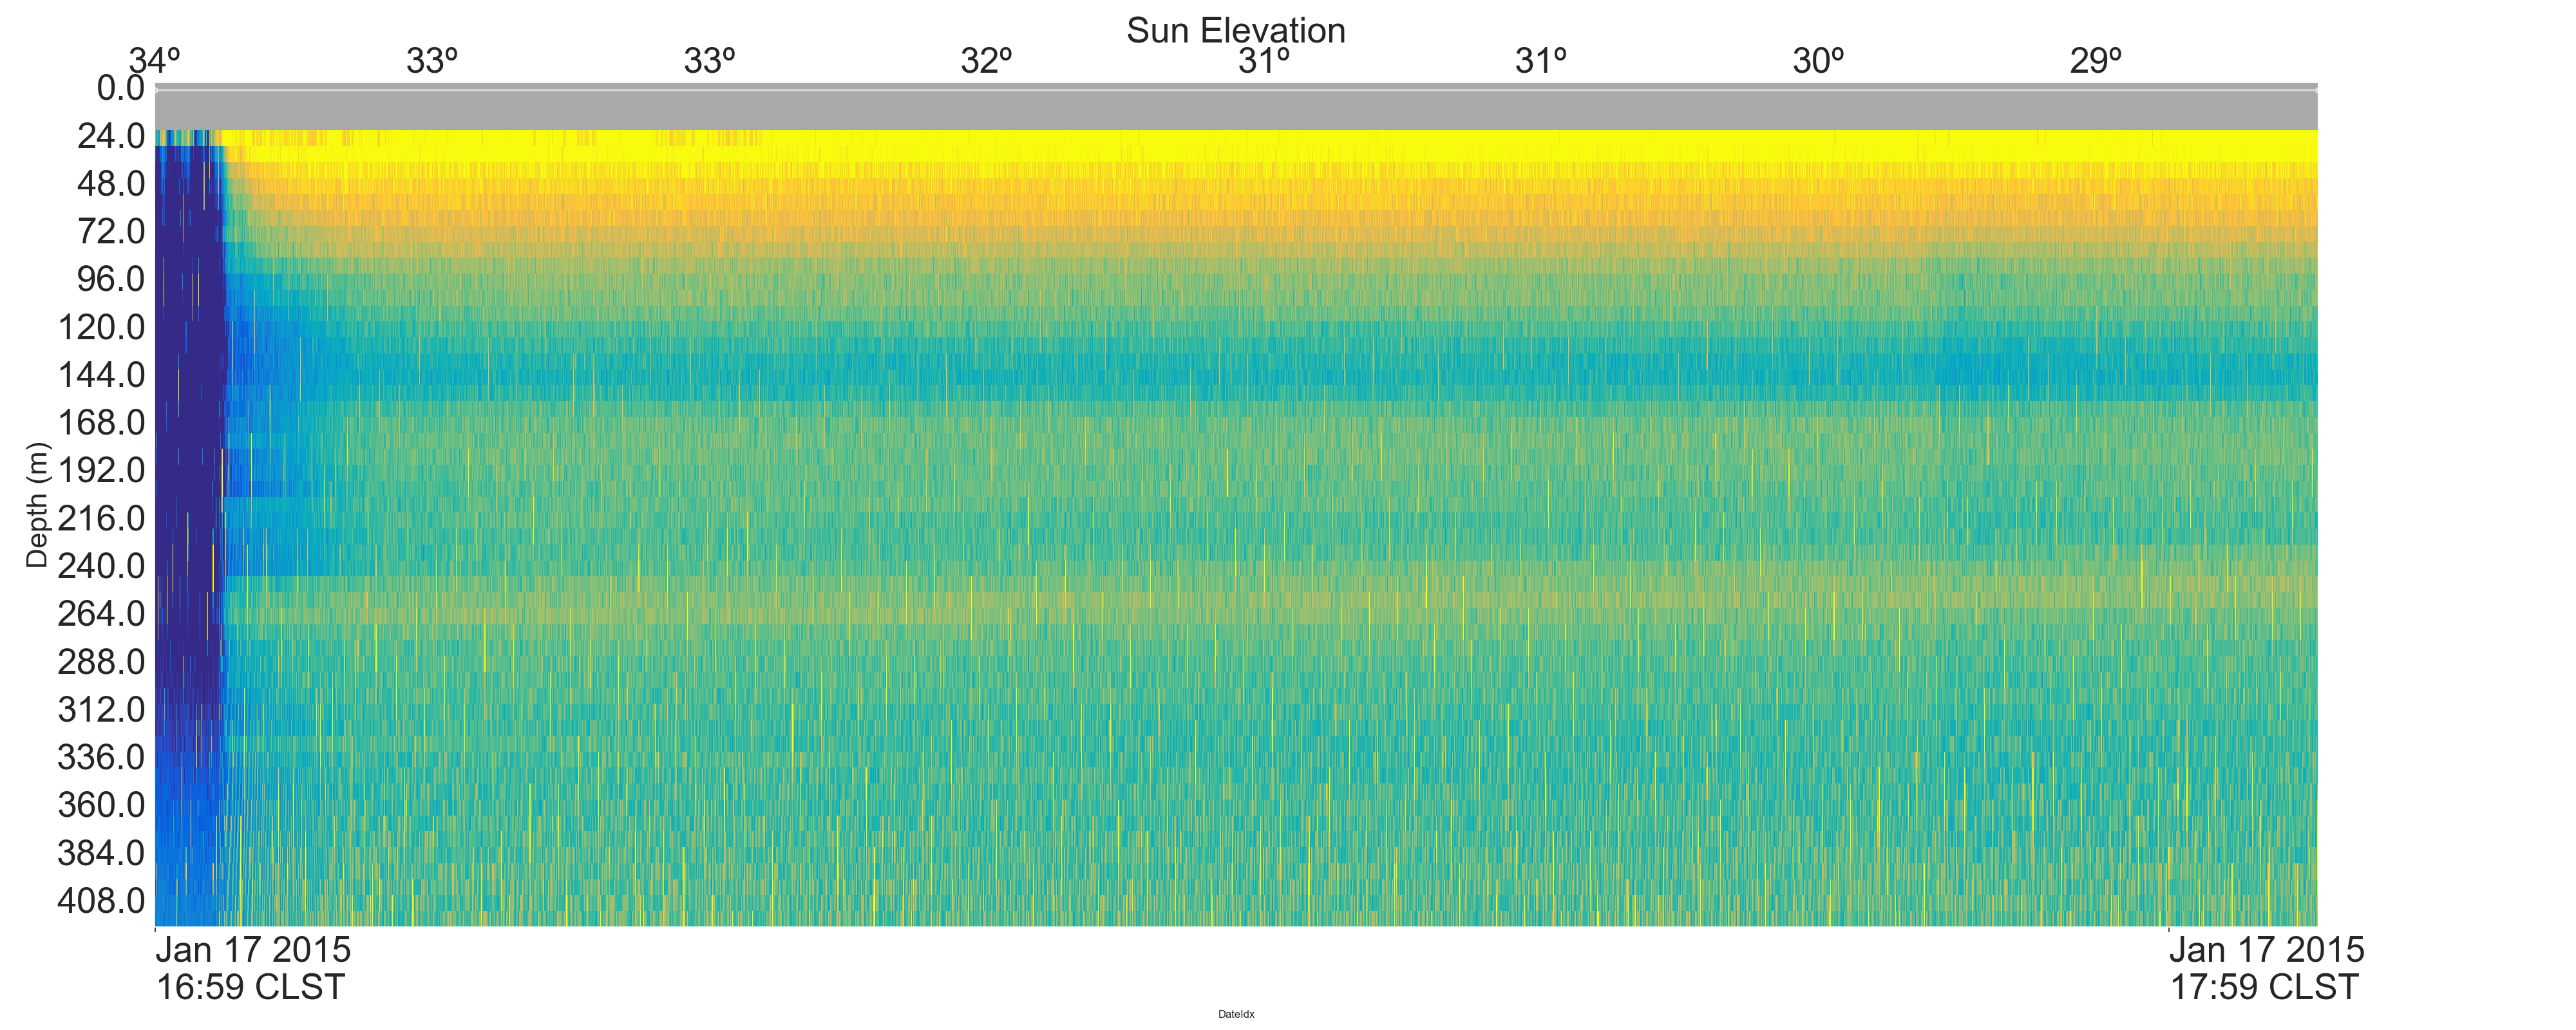 Sun Elevation
34º 33º 33º 32º 31º 31º 30º 29º
0.0
24.0
48.0
72.0
96.0
120.0
144.0
168.0
192.0
216.0
240.0
264.0
288.0
312.0
336.0
360.0
384.0
408.0
Depth (m)
Jan 17 2015
16:59 CLST
Jan 17 2015
17:59 CLST
DateIdx